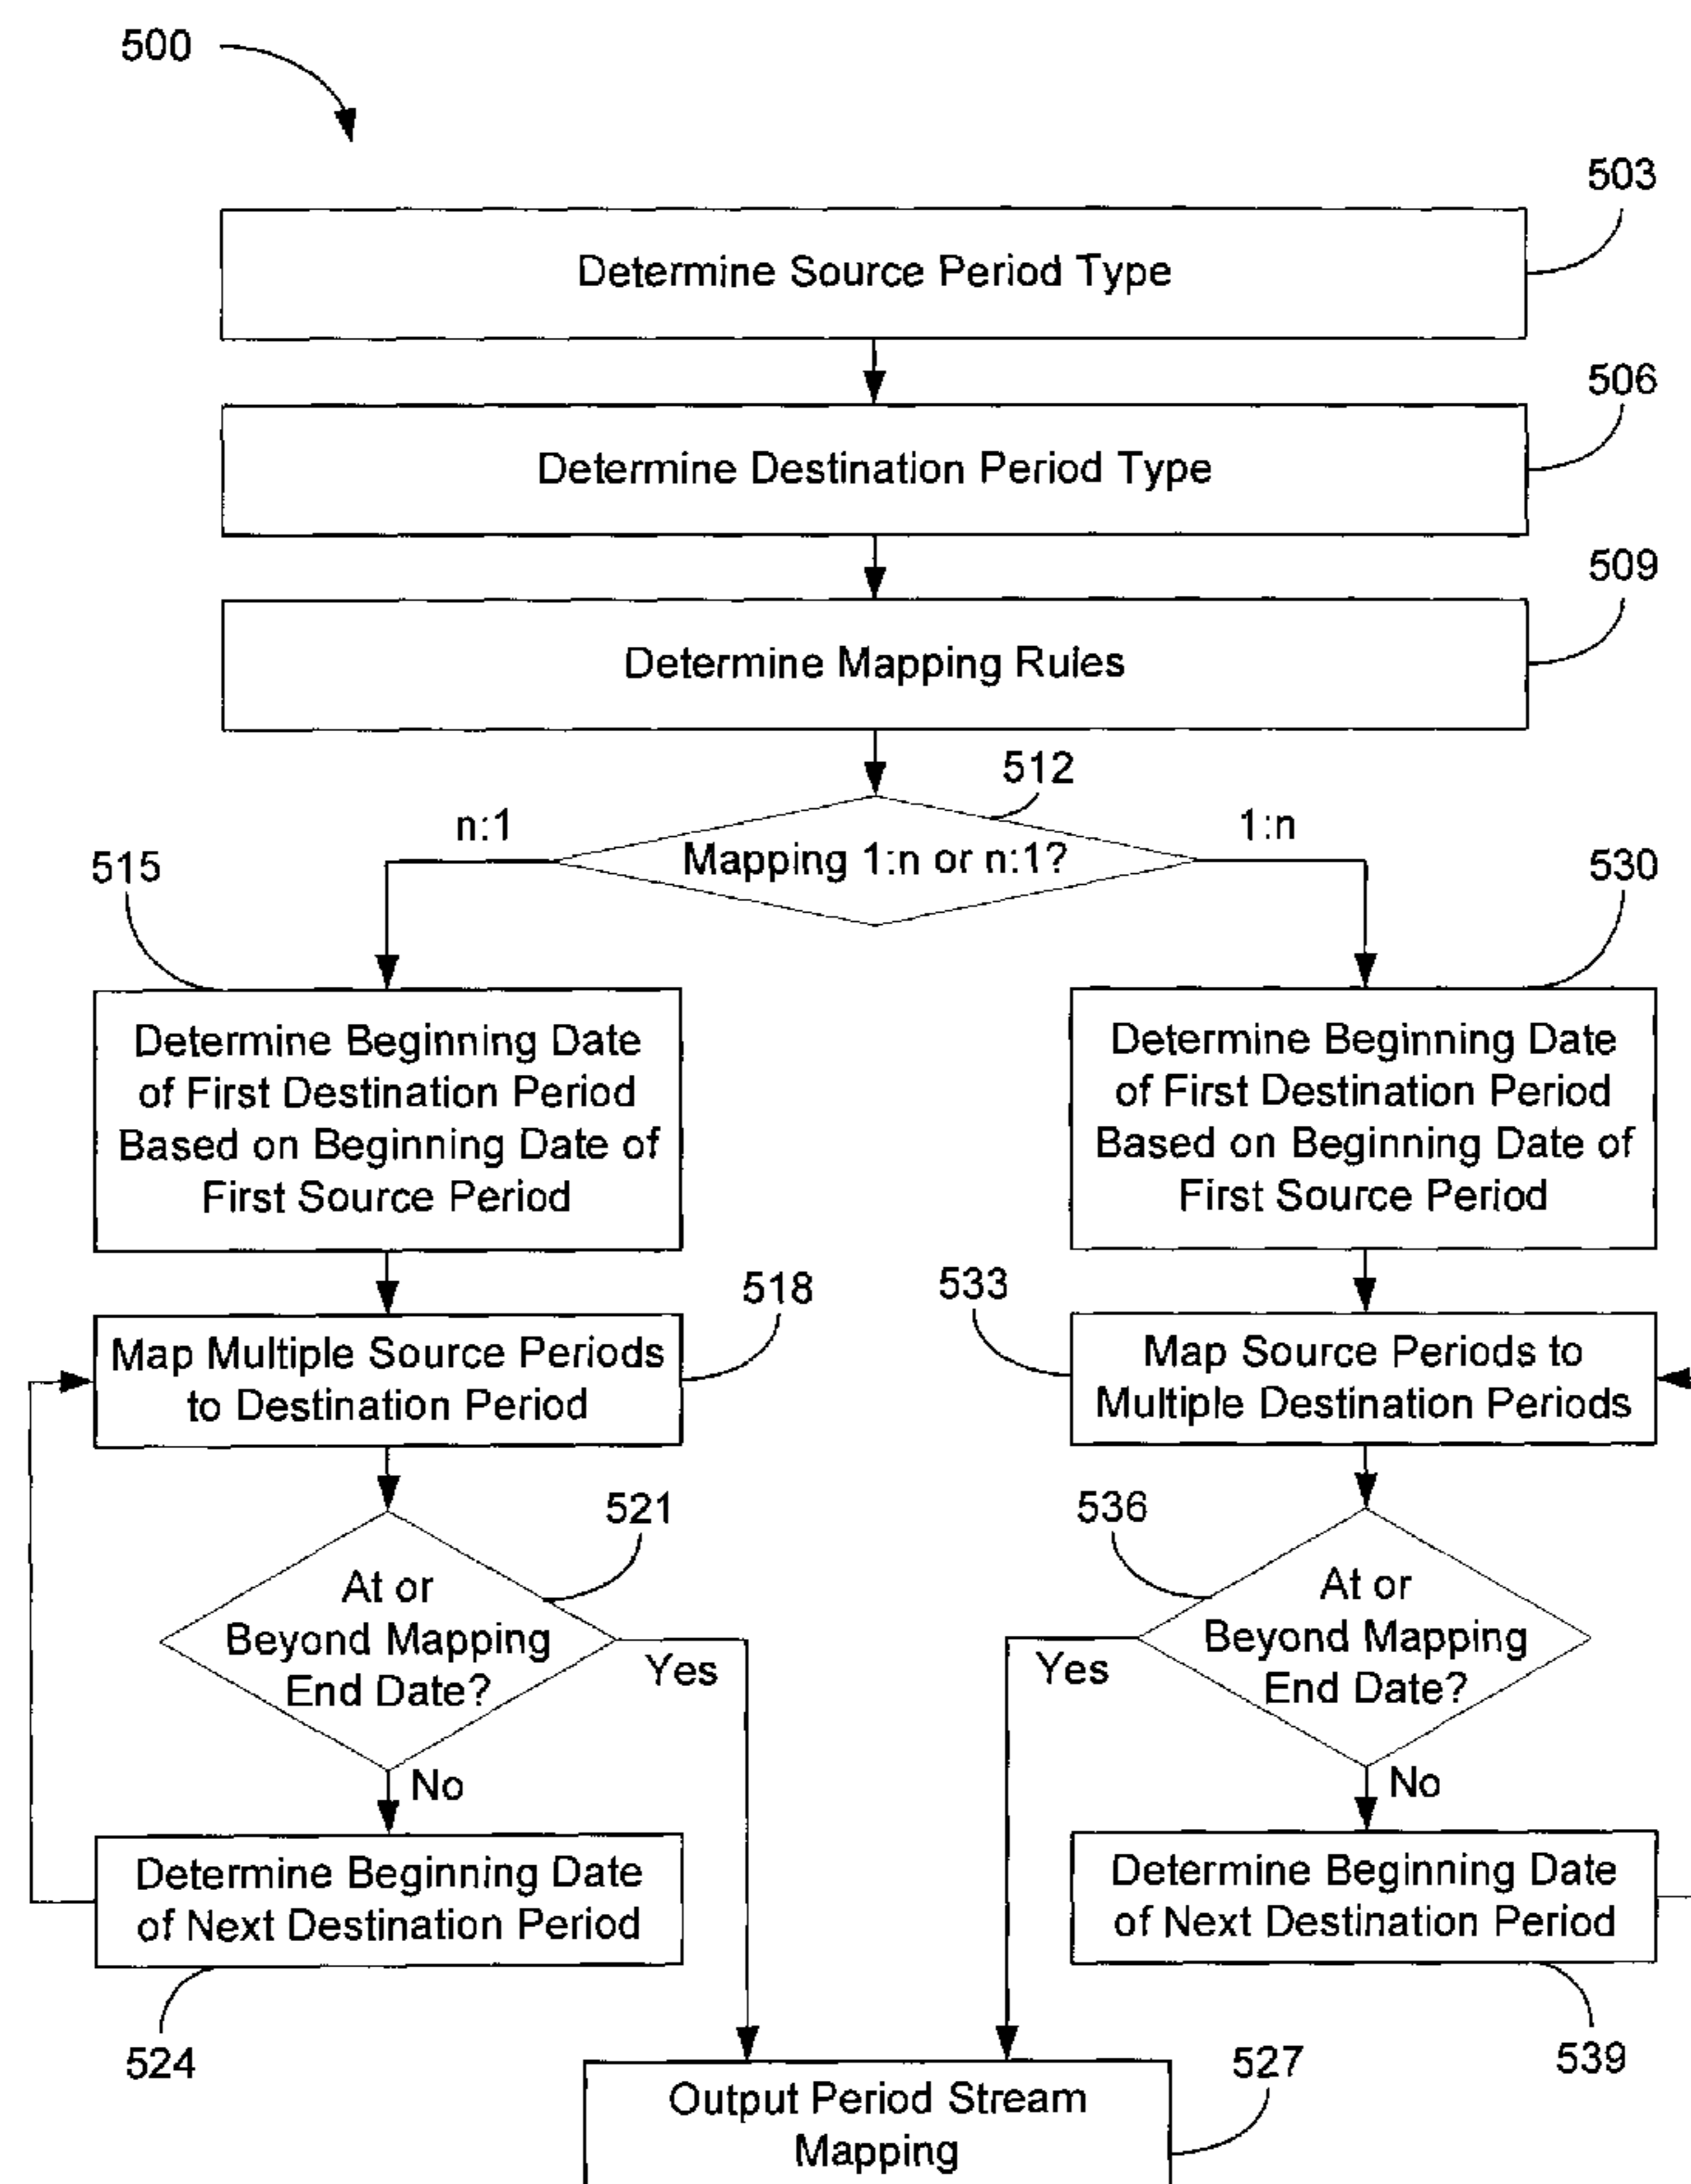 500
503
Determine Source Period Type
506
Determine Destination Period Type
509
Determine Mapping Rules
512
n:1
1:n
Mapping 1:n or n:1?
515
530
Determine Beginning Date
of First Destination Period
Based on Beginning Date of
First Source Period
Determine Beginning Date
of First Destination Period
Based on Beginning Date of
First Source Period
518
533
Map Multiple Source Periods
to Destination Period
Map Source Periods to
Multiple Destination Periods
521
536
At or
Beyond Mapping
End Date?
Yes
At or
Beyond Mapping
End Date?
Yes
No
No
Determine Beginning Date
of Next Destination Period
Determine Beginning Date
of Next Destination Period
524
527
539
Output Period Stream
Mapping